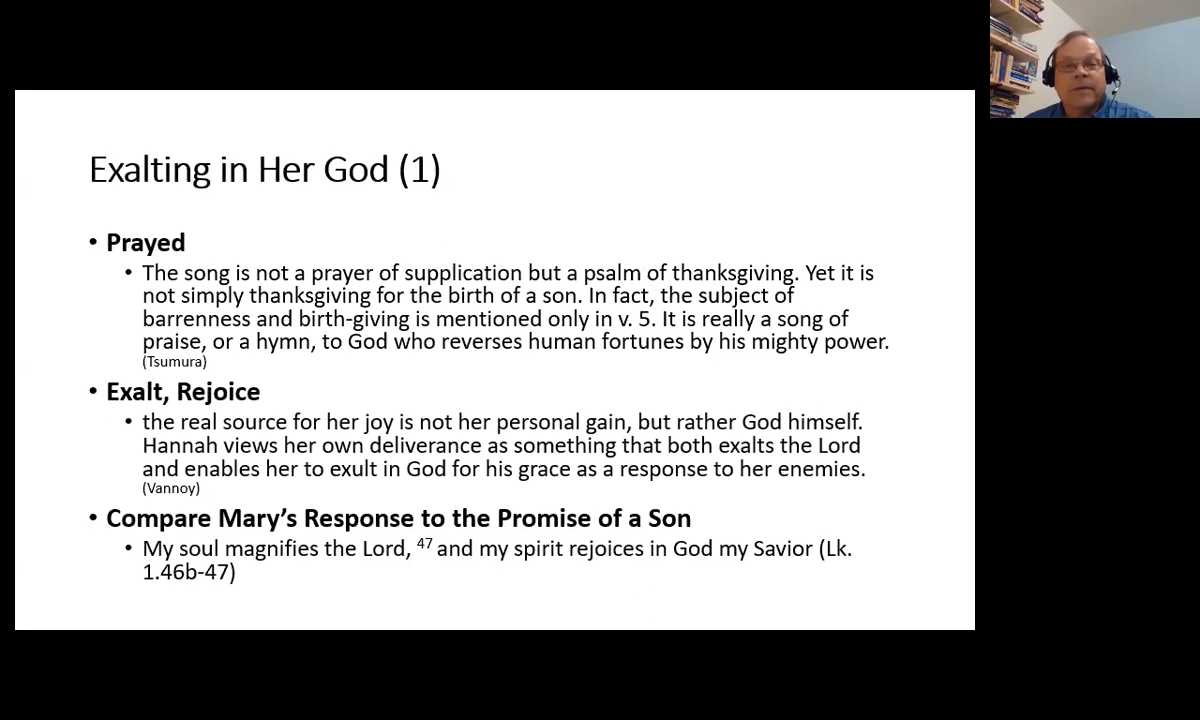 Exalting in Her God (1)
• Prayed
• The song is not a prayer of supplication but a psalm of thanksgiving. Yet it is
not simply thanksgiving for the birth of a son. In fact, the subject of
barrenness and birth-giving is mentioned only in v. 5. It is really a song of
praise, or a hymn, to God who reverses human fortunes by his mighty power.
(Tsumura)
• Exalt, Rejoice
• the real source for her joy is not her personal gain, but rather God himself.
Hannah views her own deliverance as something that both exalts the Lord
and enables her to exult in God for his grace as a response to her enemies.
(Vannoy)
• Compare Mary’s Response to the Promise of a Son
• My soul magnifies the Lord, 47 and my spirit rejoices in God my Savior (Lk.
1.46b-47)